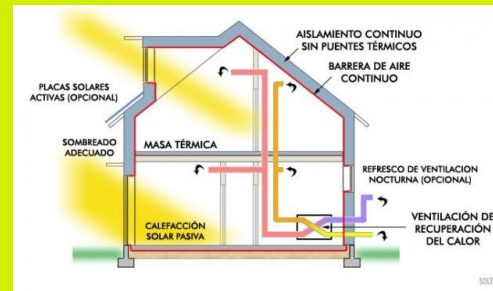 AISLAMIENTO CONTINUO
SIN PUENTES TÉRMICOS
BARRERA DE AIRE
CONTINUO
PLACAS SOLARES
ACTIVAS (OPCIONAL)
SOMBREADO
ADECUADO
MASA TÉRMICA
REFRESCO DE VENTILACION
NOCTURNA (OPCIONAL)
CALEFACCIÓN
SOLAR PASIVA
VENTILACIÓN DE
RECUPERACIÓN
DEL CALOR